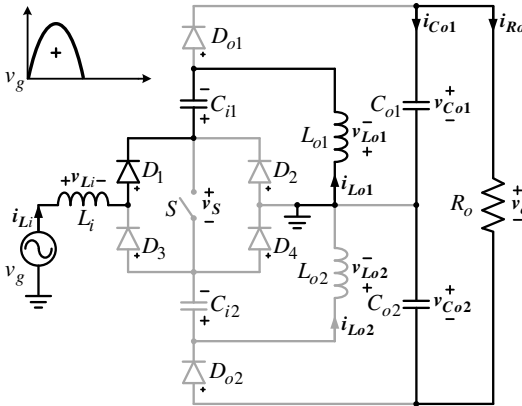 +
v_g
D_o1
i_Co1
i_Ro
−
+
C_i1
L_o1
−
v_Lo1
+
C_o1
+
v_Co1
−
i_Lo1
+ v_Li −
D_1
D_2
i_Li
L_i
S
+
v_S
−
R_o
+
−
v_g
D_3
D_4
−
+
C_i2
L_o2
−
v_Lo2
+
C_o2
+
v_Co2
−
i_Lo2
D_o2